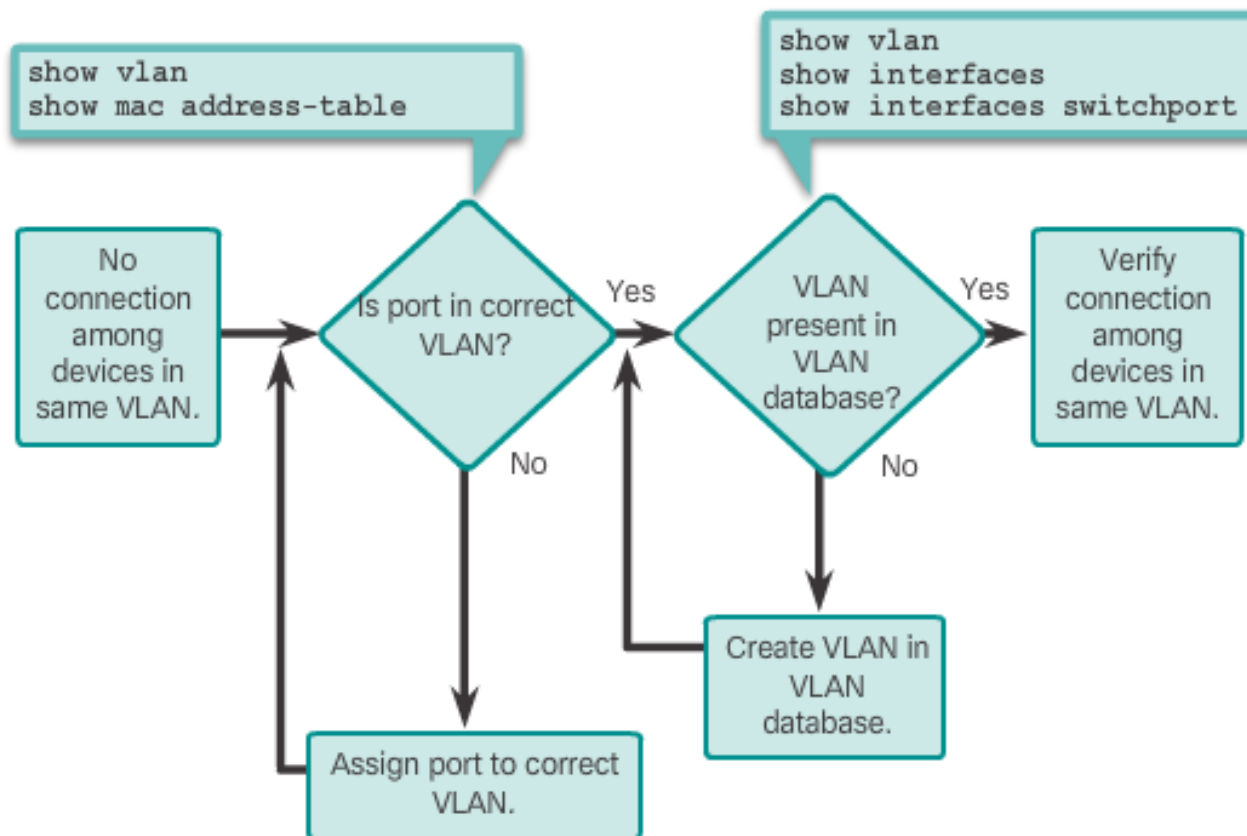 show vlan
show mac address-table
show vlan
show interfaces
show interfaces switchport
No
connection
among
devices in
same VLAN.
Is port in correct
VLAN?
Yes
VLAN
present in
VLAN
database?
Yes
Verify
connection
among
devices in
same VLAN.
No
No
Create VLAN in
VLAN
database.
Assign port to correct
VLAN.